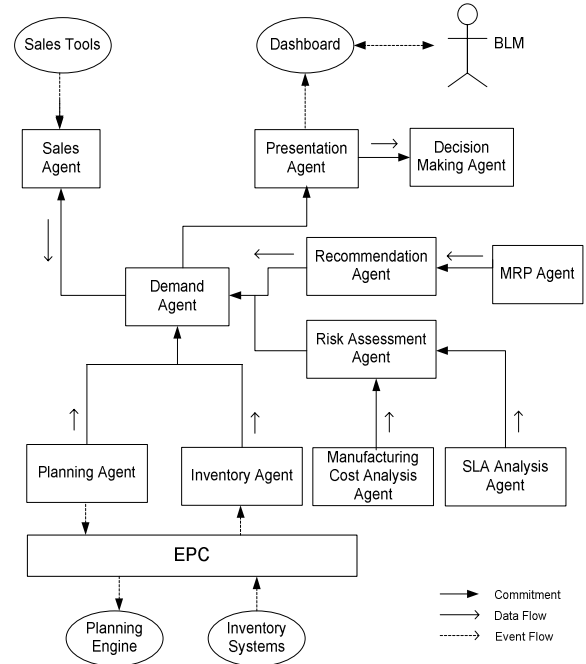 Sales Tools
Dashboard
BLM
Sales
Agent
Presentation
Agent
Decision
Making Agent
Recommendation
Agent
MRP Agent
Demand
Agent
Risk Assessment
Agent
Planning Agent
Inventory Agent
Manufacturing
Cost Analysis
Agent
SLA Analysis
Agent
EPC
Planning
Engine
Inventory
Systems
Commitment
Data Flow
Event Flow